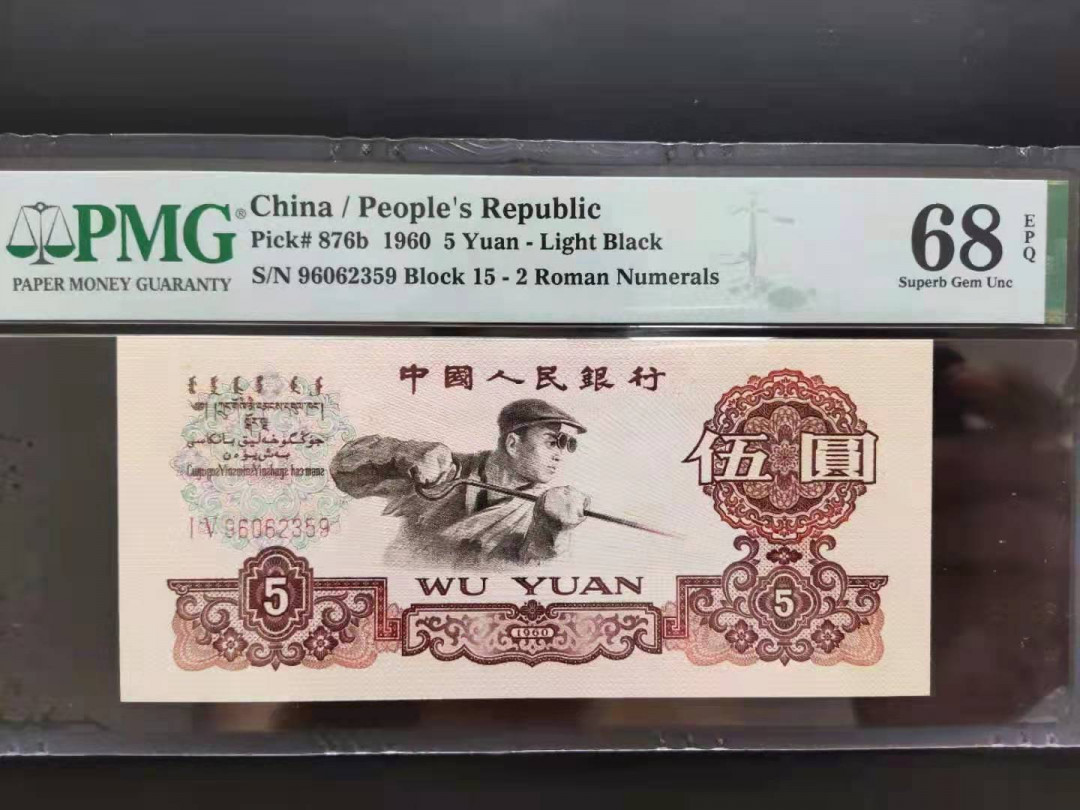 PMG®
PAPER MONEY GUARANTY
China / People's Republic
Pick# 876b 1960 5 Yuan - Light Black
S/N 96062359 Block 15 - 2 Roman Numerals
68
EPQ
Superb Gem Unc
中國人民銀行
伍圓
I V 96062359
5
WU YUAN
1960
5